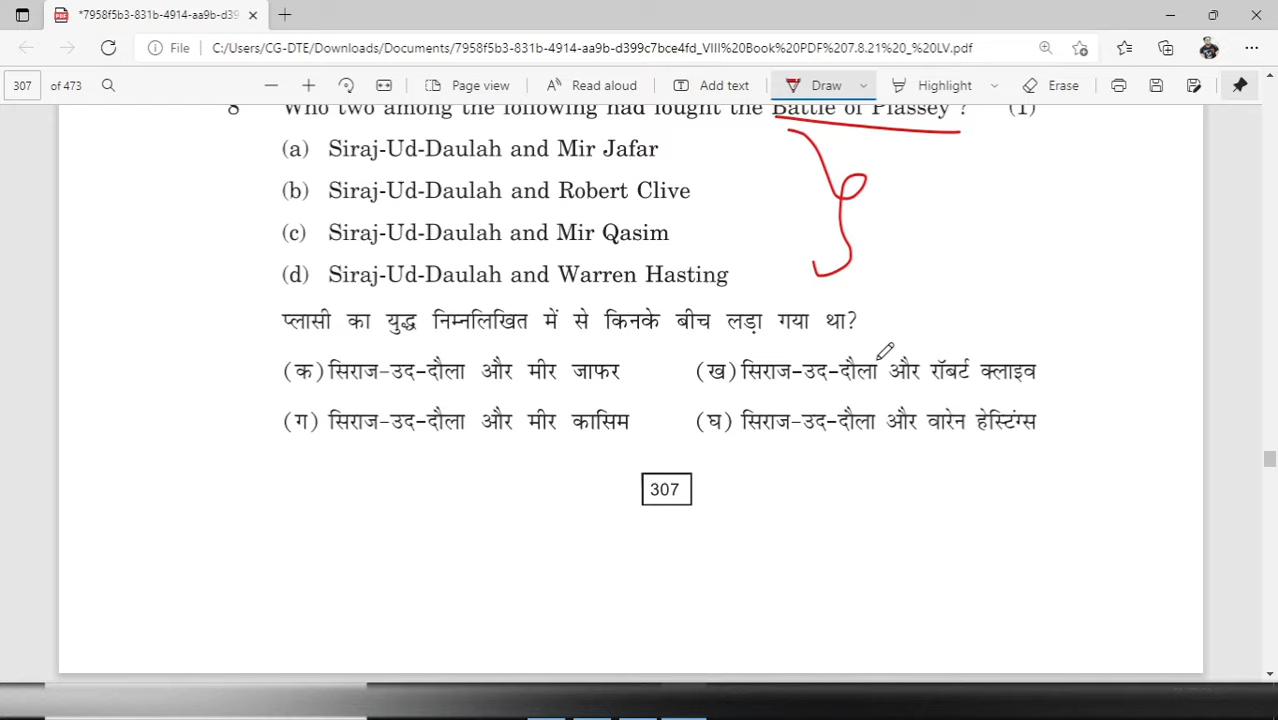 *7958f5b3-831b-4914-aa9b-d39
File C:/Users/CG-DTE/Downloads/Documents/7958f5b3-831b-4914-aa9b-d399c7bce4fd_VIII%20Book%20PDF%207.8.21%20_%20LV.pdf
307 of 473 Page view Read aloud Add text Draw Highlight Erase
8 Who two among the following had fought the Battle of Plassey ? (1)
(a) Siraj-Ud-Daulah and Mir Jafar
(b) Siraj-Ud-Daulah and Robert Clive
(c) Siraj-Ud-Daulah and Mir Qasim
(d) Siraj-Ud-Daulah and Warren Hasting
प्लासी का युद्ध निम्नलिखित में से किनके बीच लड़ा गया था?
(क) सिराज-उद-दौला और मीर जाफर (ख) सिराज-उद-दौला और रॉबर्ट क्लाइव
(ग) सिराज-उद-दौला और मीर कासिम (घ) सिराज-उद-दौला और वारेन हेस्टिंग्स
307